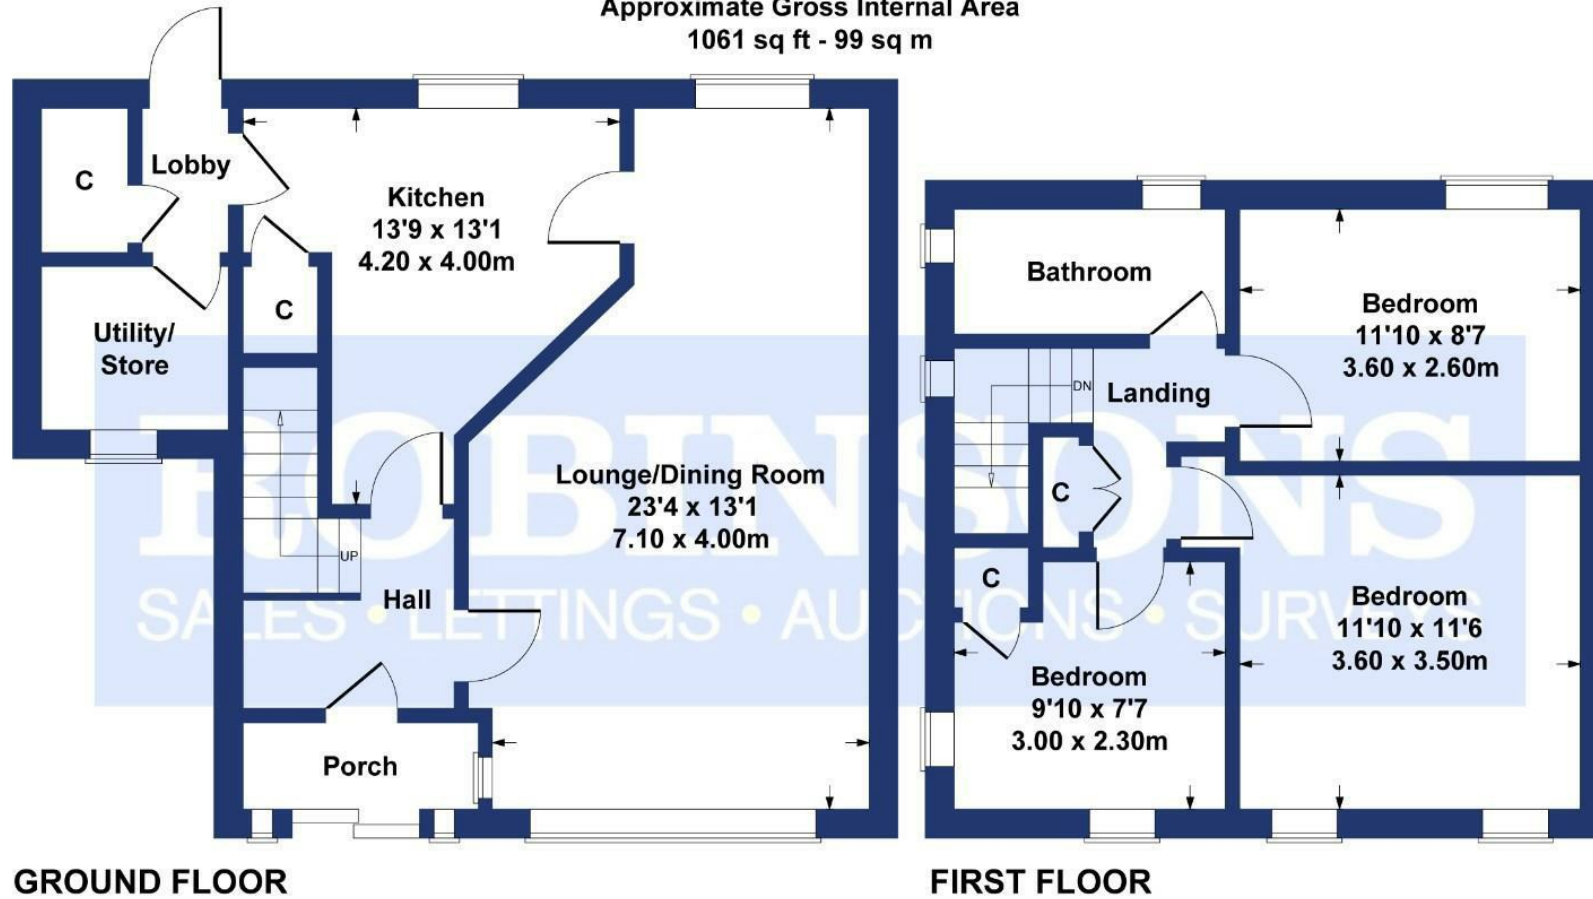 Approximate Gross Internal Area
1061 sq ft - 99 sq m
C
Lobby
Kitchen
13'9 x 13'1
4.20 x 4.00m
Utility/
Store
C
Lounge/Dining Room
23'4 x 13'1
7.10 x 4.00m
UP
Hall
Porch
GROUND FLOOR
Bathroom
Bedroom
11'10 x 8'7
3.60 x 2.60m
DN
Landing
C
C
Bedroom
11'10 x 11'6
3.60 x 3.50m
Bedroom
9'10 x 7'7
3.00 x 2.30m
FIRST FLOOR
ROBINSONS
SALES • LETTINGS • AUCTIONS • SURVEYS